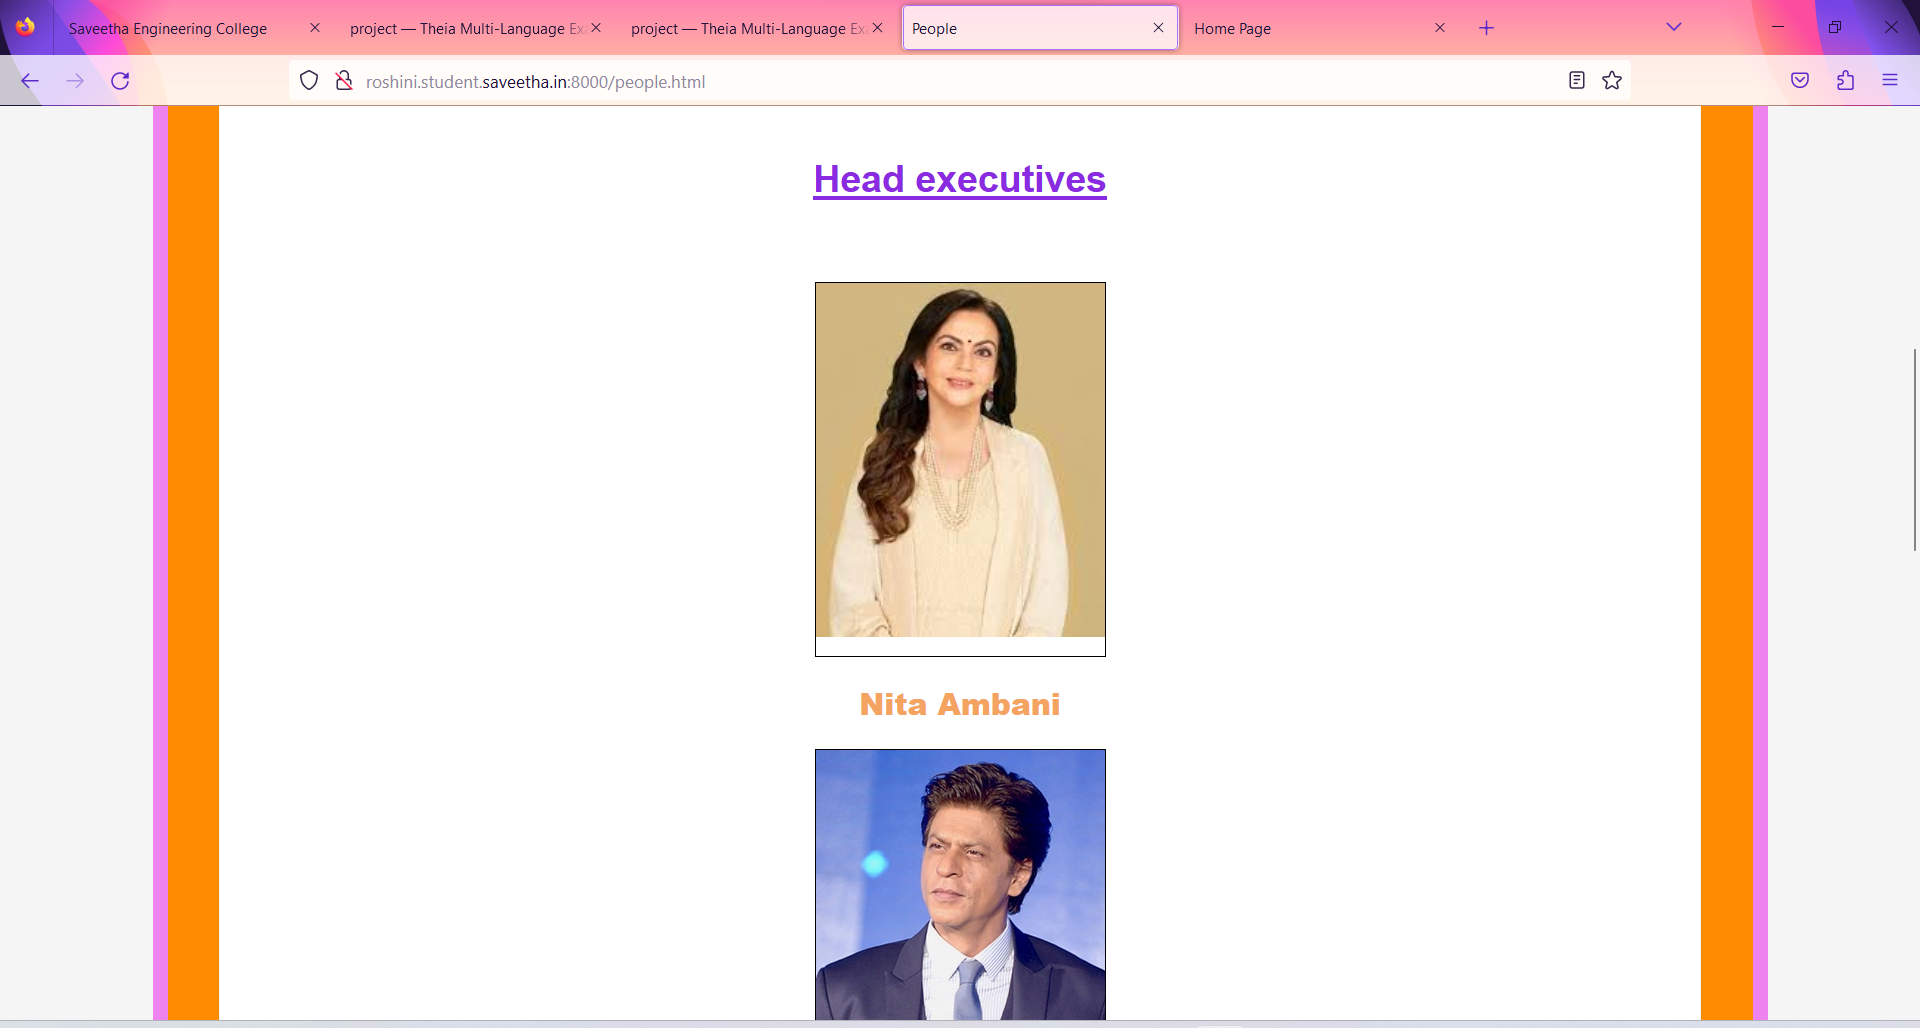 Saveetha Engineering College
project — Theia Multi-Language Ex
project — Theia Multi-Language Ex
People
Home Page
roshini.student.saveetha.in:8000/people.html
Head executives
Nita Ambani